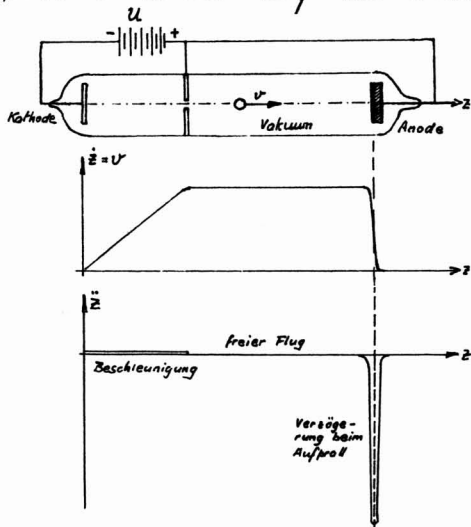 U
- +
Kathode
v
z
Vakuum
Anode
ż = v
z
z̈
freier Flug
z
Beschleunigung
Verzöge-
rung beim
Aufprall